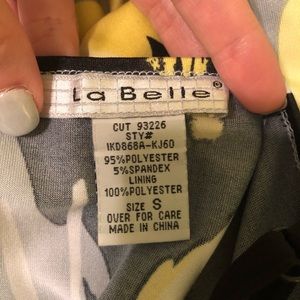 La Belle®
CUT 93226
STY#
IKD868A-KJ60
95%POLYESTER
5%SPANDEX
LINING
100%POLYESTER
SIZE S
OVER FOR CARE
MADE IN CHINA